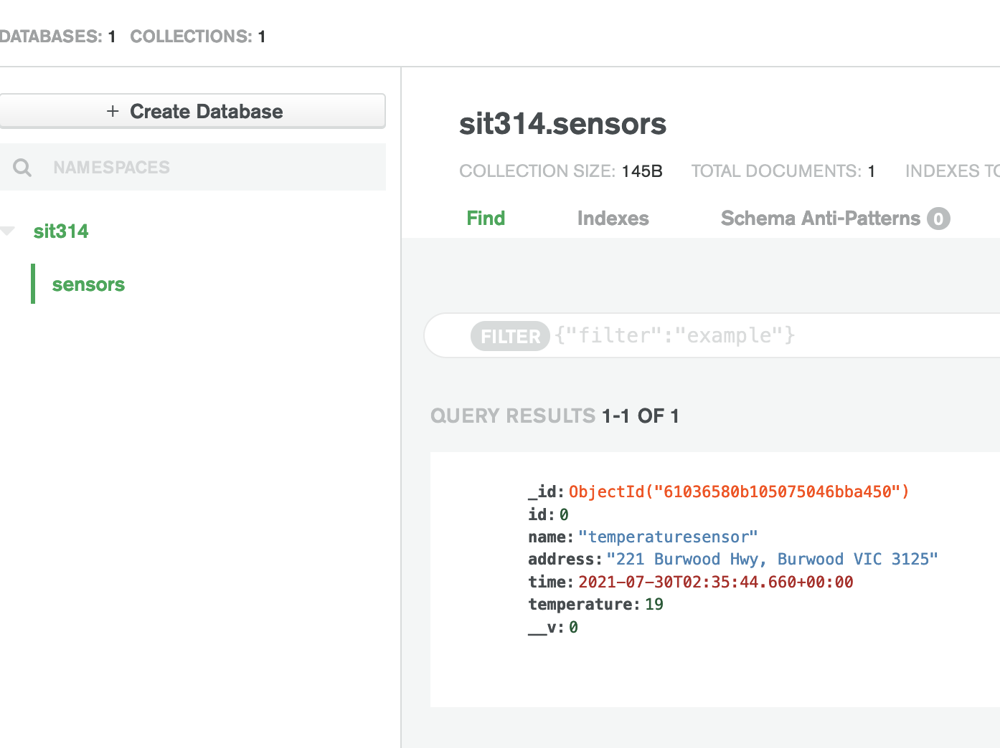 DATABASES: 1 COLLECTIONS: 1
+ Create Database
NAMESPACES
sit314
sensors
sit314.sensors
COLLECTION SIZE: 145B TOTAL DOCUMENTS: 1 INDEXES TO
Find Indexes Schema Anti-Patterns 0
FILTER {"filter":"example"}
QUERY RESULTS 1-1 OF 1
_id: ObjectId("61036580b105075046bba450")
id: 0
name: "temperaturesensor"
address: "221 Burwood Hwy, Burwood VIC 3125"
time: 2021-07-30T02:35:44.660+00:00
temperature: 19
__v: 0